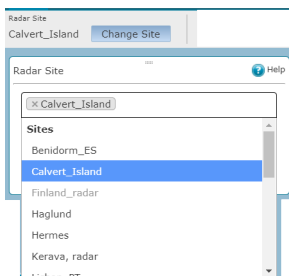 Radar Site
Calvert_Island Change Site
Radar Site Help
× Calvert_Island
Sites
Benidorm_ES
Calvert_Island
Finland_radar
Haglund
Hermes
Kerava, radar